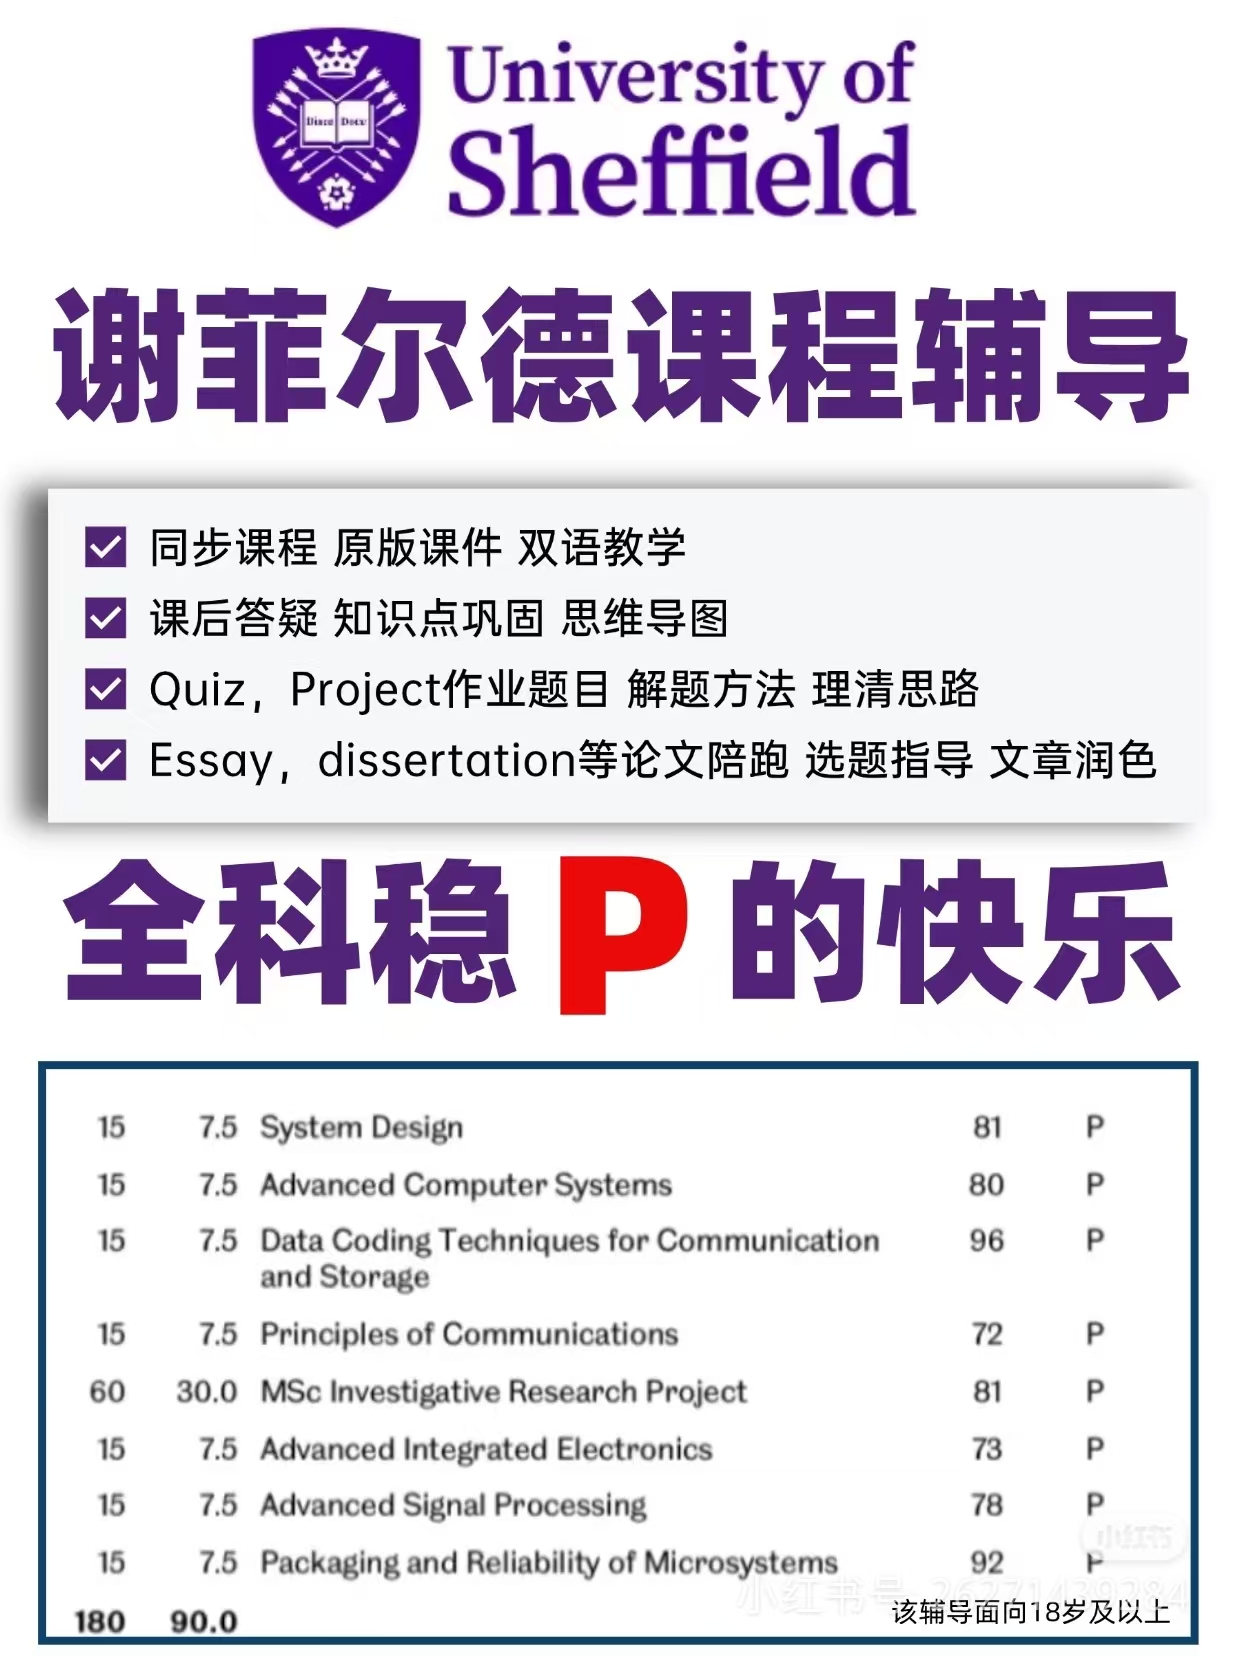 University of
Sheffield
Disce Doce
谢菲尔德课程辅导
同步课程 原版课件 双语教学
课后答疑 知识点巩固 思维导图
Quiz，Project作业题目 解题方法 理清思路
Essay，dissertation等论文陪跑 选题指导 文章润色
全科稳P的快乐
15 7.5 System Design 81 P
15 7.5 Advanced Computer Systems 80 P
15 7.5 Data Coding Techniques for Communication 96 P
and Storage
15 7.5 Principles of Communications 72 P
60 30.0 MSc Investigative Research Project 81 P
15 7.5 Advanced Integrated Electronics 73 P
15 7.5 Advanced Signal Processing 78 P
小红书
15 7.5 Packaging and Reliability of Microsystems 92 P
小红书号
180 90.0
该辅导面向18岁及以上